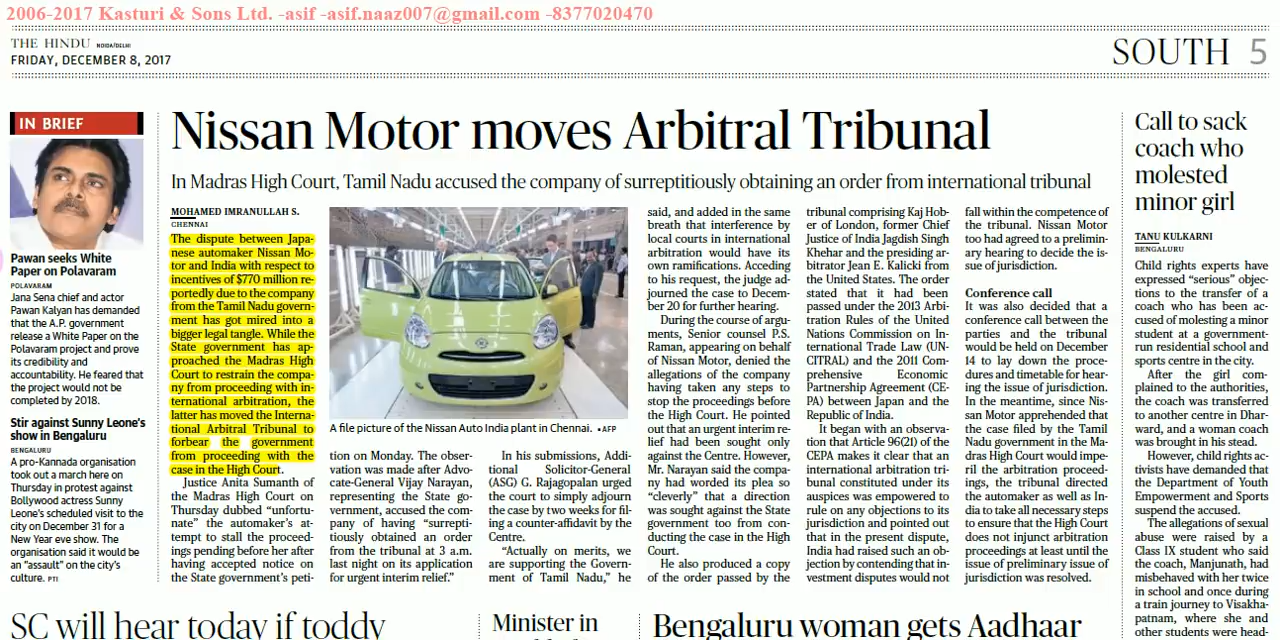 2006-2017 Kasturi & Sons Ltd. -asif -asif.naaz007@gmail.com -8377020470
THE HINDU NOIDA/DELHI
FRIDAY, DECEMBER 8, 2017
SOUTH 5
IN BRIEF
Pawan seeks White
Paper on Polavaram
POLAVARAM
Jana Sena chief and actor
Pawan Kalyan has demanded
that the A.P. government
release a White Paper on the
Polavaram project and prove
its credibility and
accountability. He feared that
the project would not be
completed by 2018.
Stir against Sunny Leone's
show in Bengaluru
BENGALURU
A pro-Kannada organisation
took out a march here on
Thursday in protest against
Bollywood actress Sunny
Leone's scheduled visit to the
city on December 31 for a
New Year eve show. The
organisation said it would be
an "assault" on the city's
culture. PTI
Nissan Motor moves Arbitral Tribunal
In Madras High Court, Tamil Nadu accused the company of surreptitiously obtaining an order from international tribunal
MOHAMED IMRANULLAH S.
CHENNAI
The dispute between Japa-
nese automaker Nissan Mo-
tor and India with respect to
incentives of $770 million re-
portedly due to the company
from the Tamil Nadu govern-
ment has got mired into a
bigger legal tangle. While the
State government has ap-
proached the Madras High
Court to restrain the compa-
ny from proceeding with in-
ternational arbitration, the
latter has moved the Interna-
tional Arbitral Tribunal to
forbear the government
from proceeding with the
case in the High Court.
Justice Anita Sumanth of
the Madras High Court on
Thursday dubbed "unfortu-
nate" the automaker's at-
tempt to stall the proceed-
ings pending before her after
having accepted notice on
the State government's peti-
A file picture of the Nissan Auto India plant in Chennai. ▪AFP
tion on Monday. The obser-
vation was made after Advo-
cate-General Vijay Narayan,
representing the State go-
vernment, accused the com-
pany of having "surrepti-
tiously obtained an order
from the tribunal at 3 a.m.
last night on its application
for urgent interim relief."
In his submissions, Addi-
tional Solicitor-General
(ASG) G. Rajagopalan urged
the court to simply adjourn
the case by two weeks for fil-
ing a counter-affidavit by the
Centre.
"Actually on merits, we
are supporting the Govern-
ment of Tamil Nadu," he
said, and added in the same
breath that interference by
local courts in international
arbitration would have its
own ramifications. Acceding
to his request, the judge ad-
journed the case to Decem-
ber 20 for further hearing.
During the course of argu-
ments, Senior counsel P.S.
Raman, appearing on behalf
of Nissan Motor, denied the
allegations of the company
having taken any steps to
stop the proceedings before
the High Court. He pointed
out that an urgent interim re-
lief had been sought only
against the Centre. However,
Mr. Narayan said the compa-
ny had worded its plea so
"cleverly" that a direction
was sought against the State
government too from con-
ducting the case in the High
Court.
He also produced a copy
of the order passed by the
tribunal comprising Kaj Hob-
er of London, former Chief
Justice of India Jagdish Singh
Khehar and the presiding ar-
bitrator Jean E. Kalicki from
the United States. The order
stated that it had been
passed under the 2013 Arbi-
tration Rules of the United
Nations Commission on In-
ternational Trade Law (UN-
CITRAL) and the 2011 Com-
prehensive Economic
Partnership Agreement (CE-
PA) between Japan and the
Republic of India.
It began with an observa-
tion that Article 96(21) of the
CEPA makes it clear that an
international arbitration tri-
bunal constituted under its
auspices was empowered to
rule on any objections to its
jurisdiction and pointed out
that in the present dispute,
India had raised such an ob-
jection by contending that in-
vestment disputes would not
fall within the competence of
the tribunal. Nissan Motor
too had agreed to a prelimin-
ary hearing to decide the is-
sue of jurisdiction.
Conference call
It was also decided that a
conference call between the
parties and the tribunal
would be held on December
14 to lay down the proce-
dures and timetable for hear-
ing the issue of jurisdiction.
In the meantime, since Nis-
san Motor apprehended that
the case filed by the Tamil
Nadu government in the Ma-
dras High Court would impe-
ril the arbitration proceed-
ings, the tribunal directed
the automaker as well as In-
dia to take all necessary steps
to ensure that the High Court
does not injunct arbitration
proceedings at least until the
issue of preliminary issue of
jurisdiction was resolved.
Call to sack
coach who
molested
minor girl
TANU KULKARNI
BENGALURU
Child rights experts have
expressed "serious" objec-
tions to the transfer of a
coach who has been ac-
cused of molesting a minor
student at a government-
run residential school and
sports centre in the city.
After the girl com-
plained to the authorities,
the coach was transferred
to another centre in Dhar-
ward, and a woman coach
was brought in his stead.
However, child rights ac-
tivists have demanded that
the Department of Youth
Empowerment and Sports
suspend the accused.
The allegations of sexual
abuse were raised by a
Class IX student who said
the coach, Manjunath, had
misbehaved with her twice
in school and once during
a train journey to Visakha-
patnam, where she and
other students were head-
SC will hear today if toddy
Minister in
Bengaluru woman gets Aadhaar